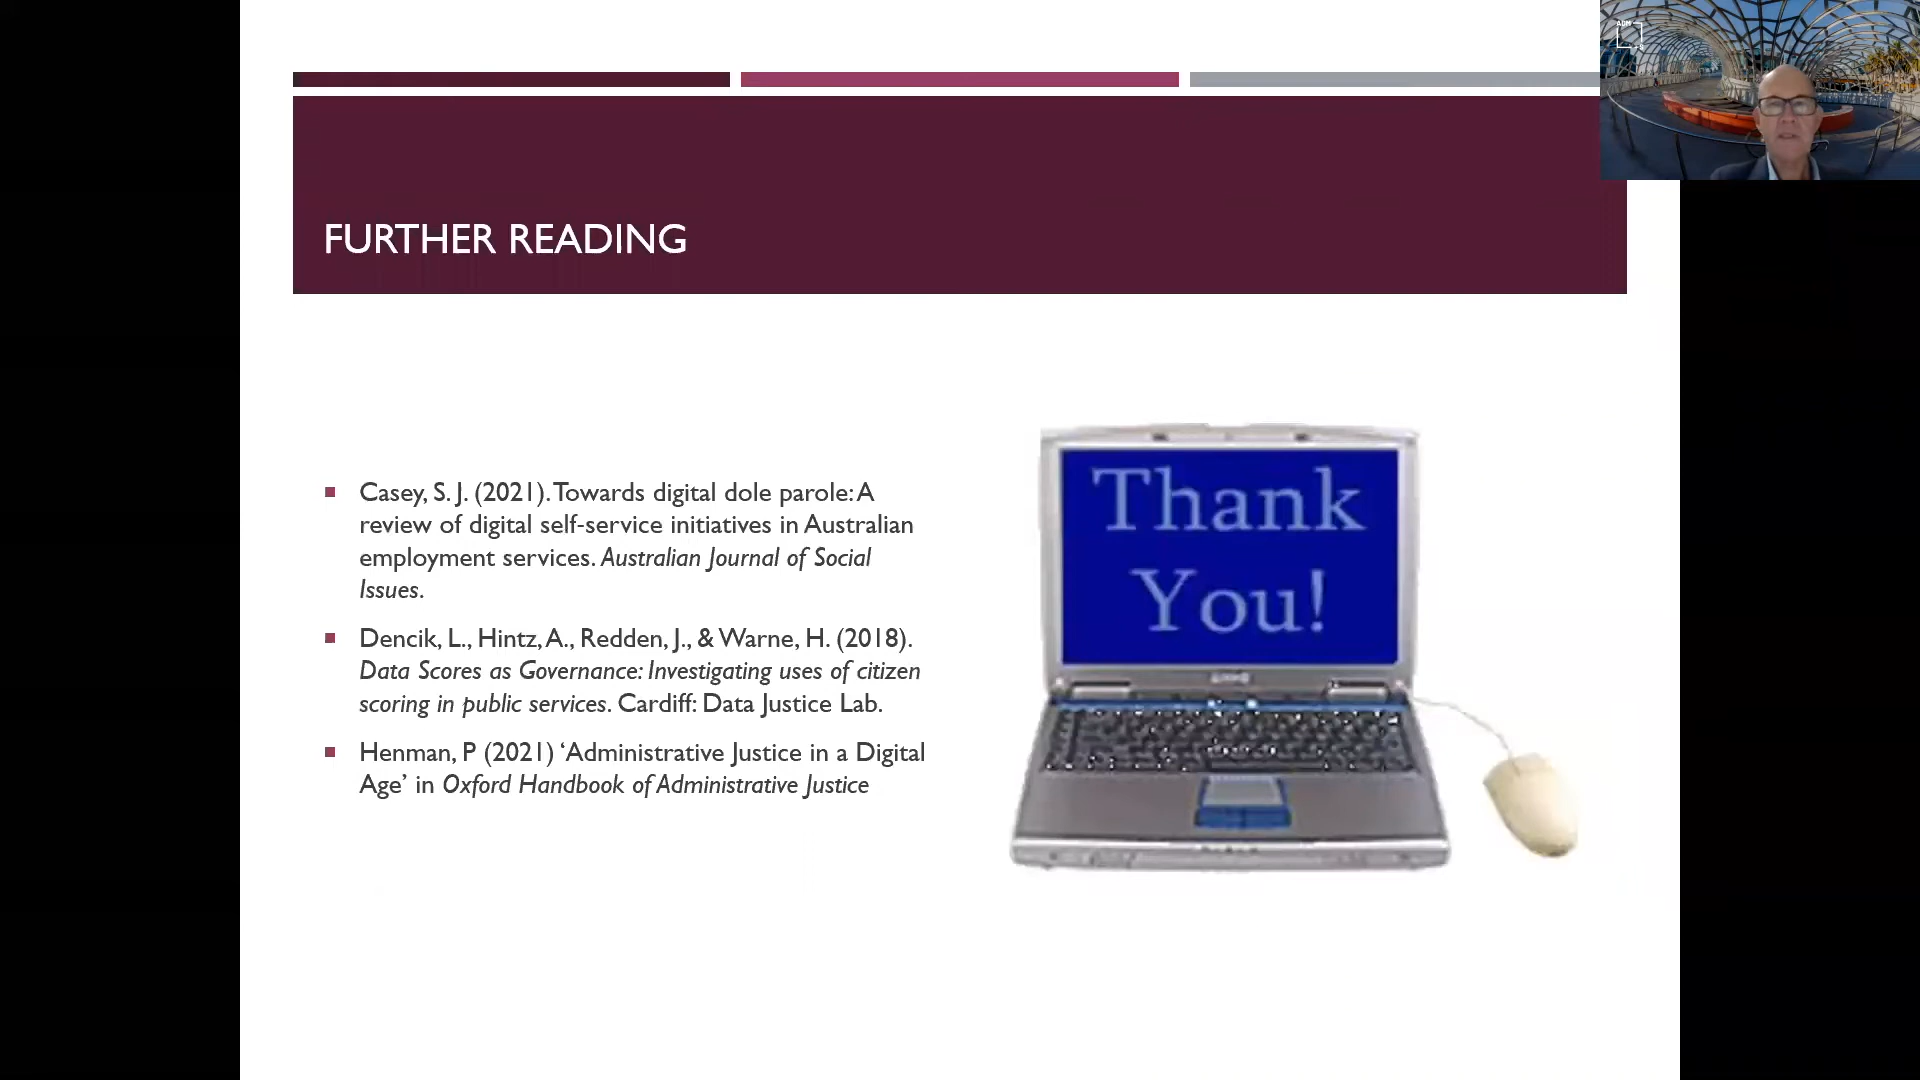 ADM
S
FURTHER READING
Casey, S. J. (2021). Towards digital dole parole: A
review of digital self-service initiatives in Australian
employment services. Australian Journal of Social
Issues.
Dencik, L., Hintz, A., Redden, J., & Warne, H. (2018).
Data Scores as Governance: Investigating uses of citizen
scoring in public services. Cardiff: Data Justice Lab.
Henman, P (2021) ‘Administrative Justice in a Digital
Age’ in Oxford Handbook of Administrative Justice
Thank
You!